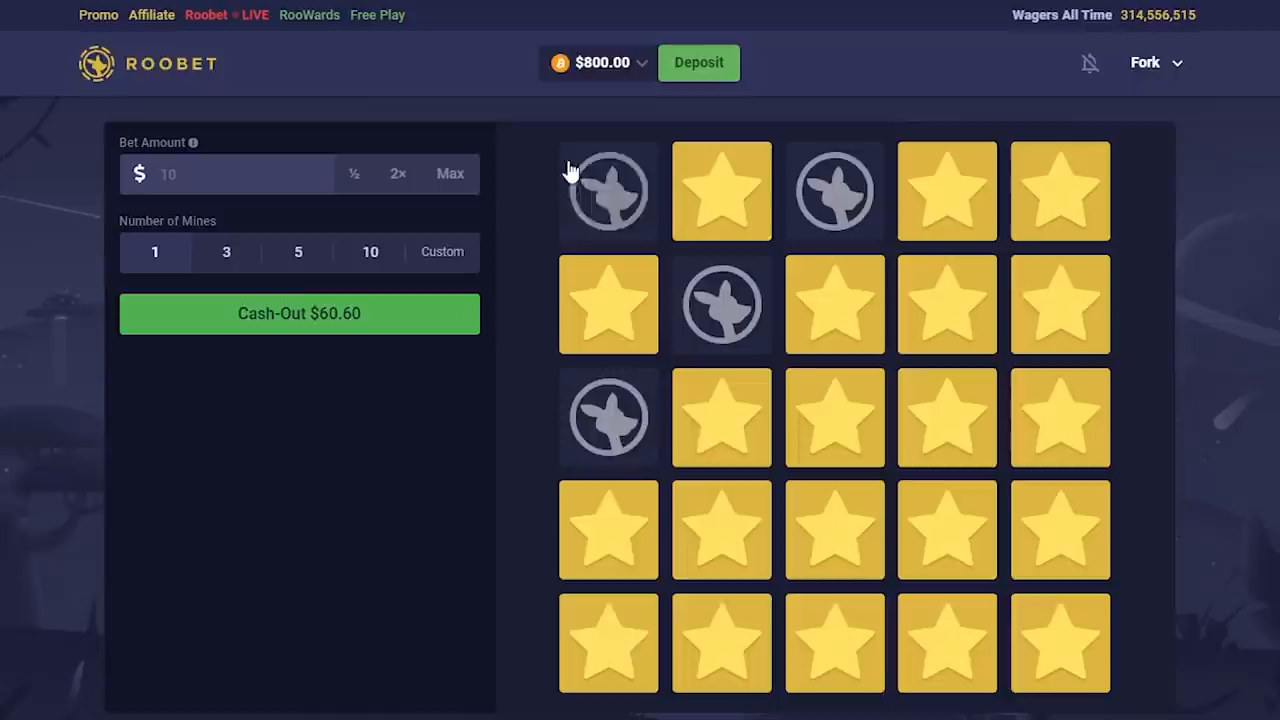 Promo Affiliate Roobet • LIVE RooWards Free Play Wagers All Time 314,556,515
ROOBET $800.00 Deposit Fork
Bet Amount
$ 10 ½ 2× Max
Number of Mines
1 3 5 10 Custom
Cash-Out $60.60